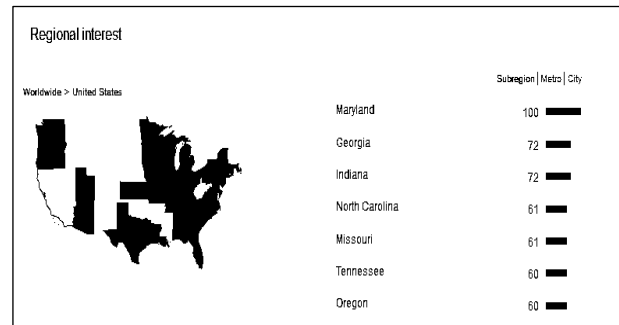 Regional interest
Subregion | Metro | City
Worldwide > United States
Maryland 100
Georgia 72
Indiana 72
North Carolina 61
Missouri 61
Tennessee 60
Oregon 60